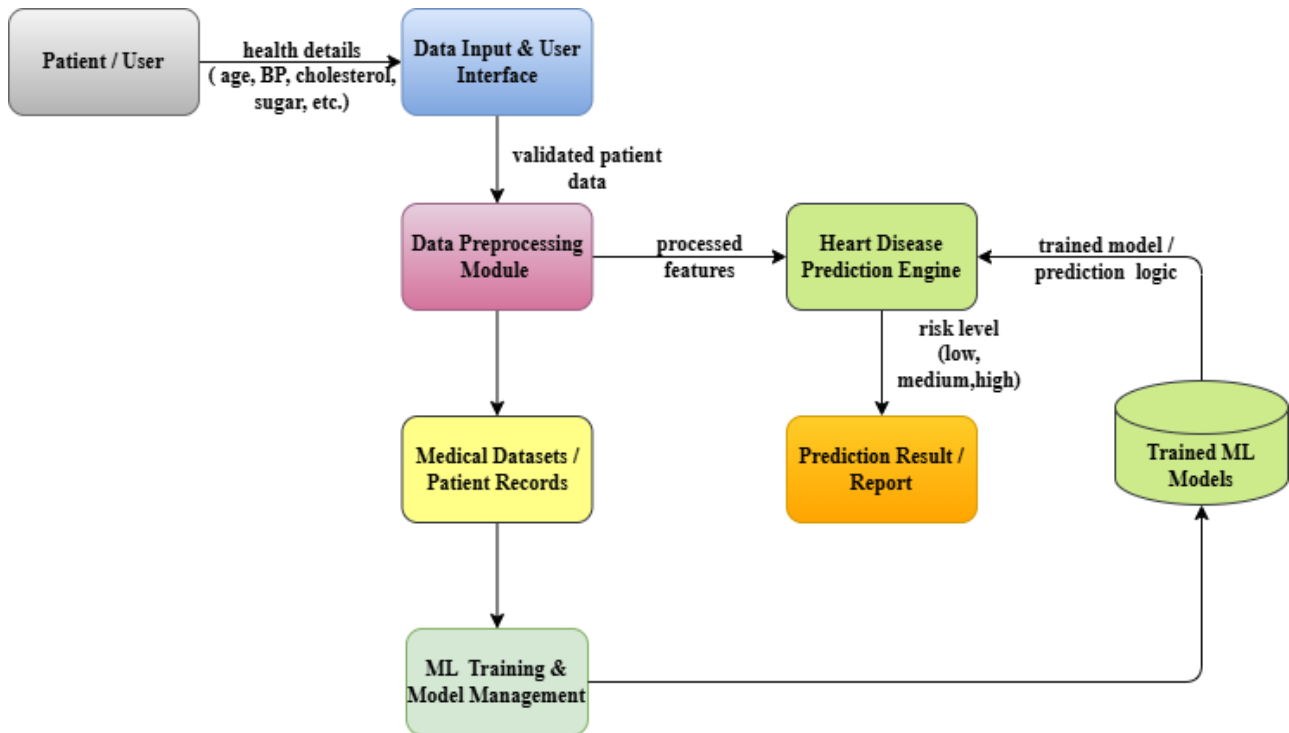 Patient / User
health details
( age, BP, cholesterol,
sugar, etc.)
Data Input & User
Interface
validated patient
data
Data Preprocessing
Module
processed
features
Heart Disease
Prediction Engine
trained model /
prediction logic
risk level
(low,
medium,high)
Medical Datasets /
Patient Records
Prediction Result /
Report
Trained ML
Models
ML Training &
Model Management